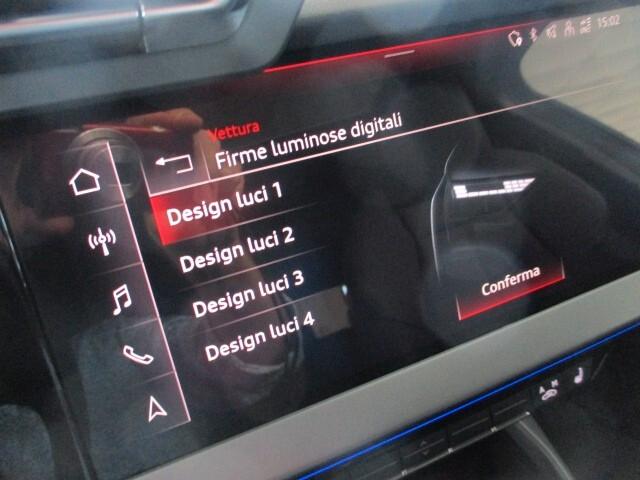 15:02
Vettura
Firme luminose digitali
Design luci 1
Design luci 2
Design luci 3
Design luci 4
Conferma
A M